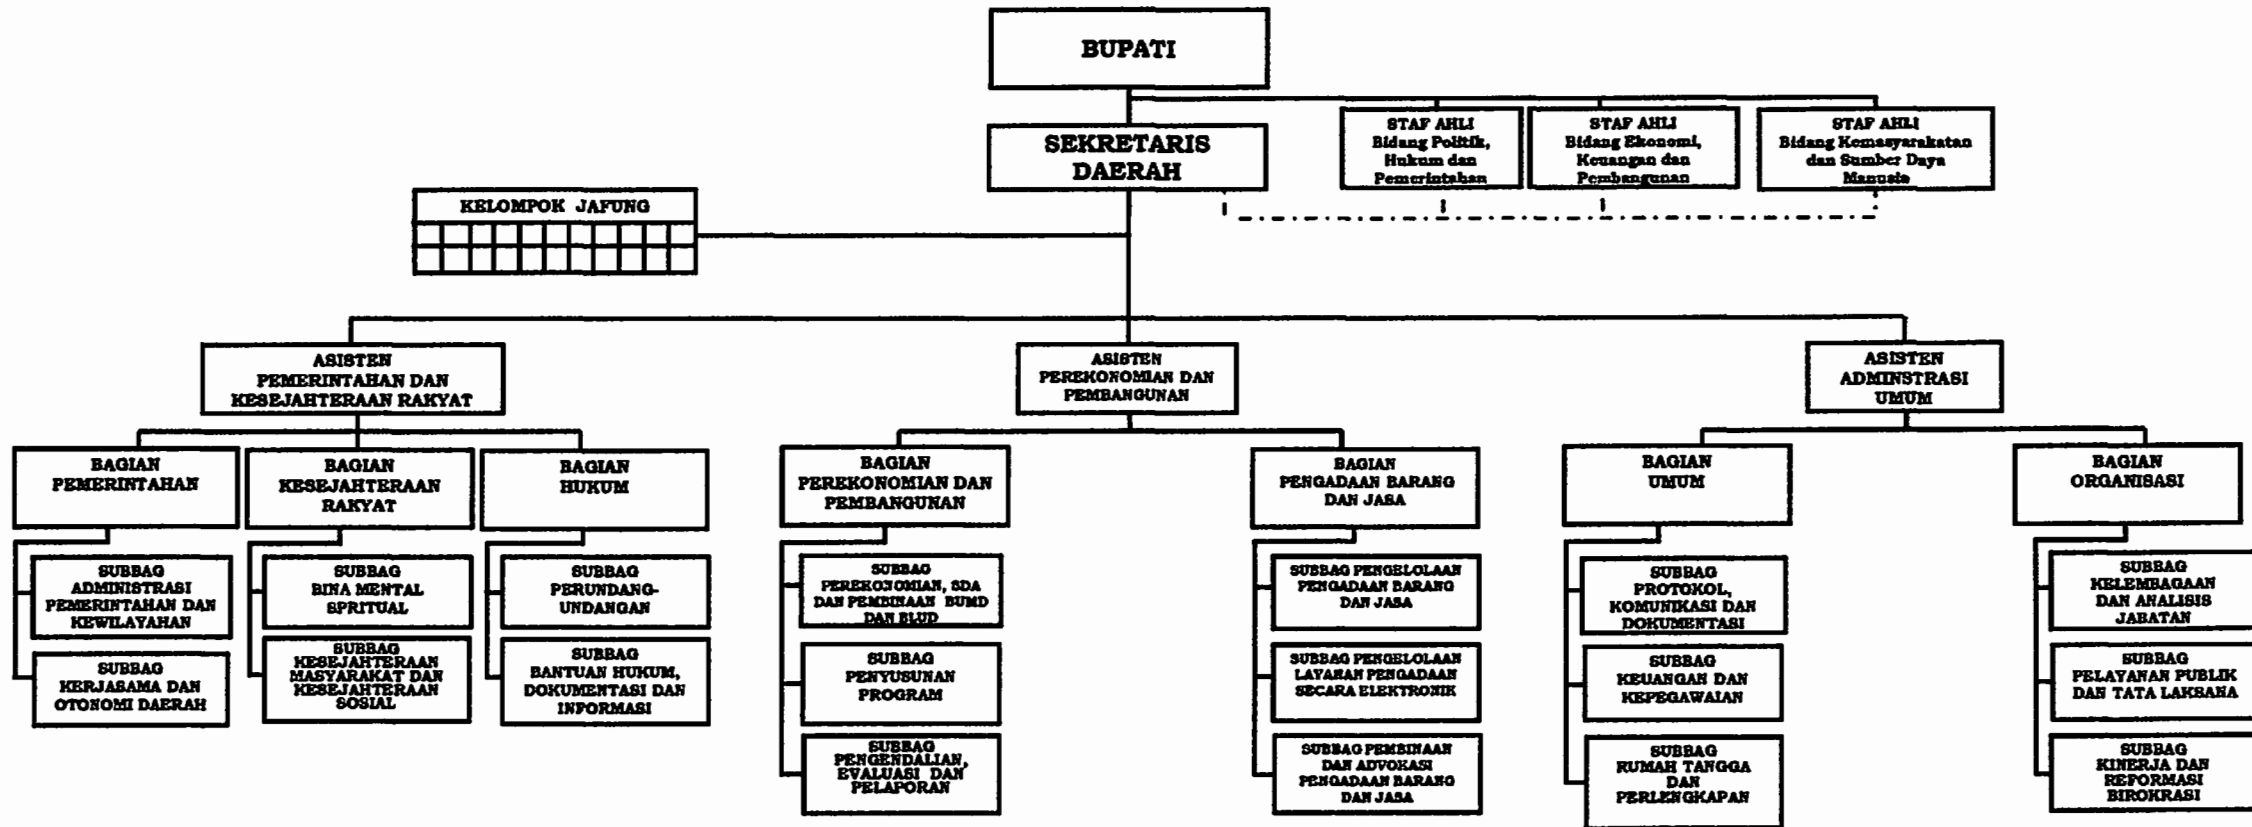 BUPATI
SEKRETARIS
DAERAH
STAF AHLI
Bidang Politik,
Hukum dan
Pemerintahan
STAF AHLI
Bidang Ekonomi,
Keuangan dan
Pembangunan
STAF AHLI
Bidang Kemasyarakatan
dan Sumber Daya
Manusia
KELOMPOK JAFUNG
ASISTEN
PEMERINTAHAN DAN
KESEJAHTERAAN RAKYAT
ASISTEN
PEREKONOMIAN DAN
PEMBANGUNAN
ASISTEN
ADMINSTRASI
UMUM
BAGIAN
PEMERINTAHAN
BAGIAN
KESEJAHTERAAN
RAKYAT
BAGIAN
HUKUM
BAGIAN
PEREKONOMIAN DAN
PEMBANGUNAN
BAGIAN
PENGADAAN BARANG
DAN JASA
BAGIAN
UMUM
BAGIAN
ORGANISASI
SUBBAG
ADMINISTRASI
PEMERINTAHAN DAN
KEWILAYAHAN
SUBBAG
BINA MENTAL
SPRITUAL
SUBBAG
PERUNDANG-
UNDANGAN
SUBBAG
PEREKONOMIAN, SDA
DAN PEMBINAAN BUMD
DAN BLUD
SUBBAG PENGELOLAAN
PENGADAAN BARANG
DAN JASA
SUBBAG
PROTOKOL,
KOMUNIKASI DAN
DOKUMENTASI
SUBBAG
KELEMBAGAAN
DAN ANALISIS
JABATAN
SUBBAG
KERJASAMA DAN
OTONOMI DAERAH
SUBBAG
KESEJAHTERAAN
MASYARAKAT DAN
KESEJAHTERAAN
SOSIAL
SUBBAG
BANTUAN HUKUM,
DOKUMENTASI DAN
INFORMASI
SUBBAG
PENYUSUNAN
PROGRAM
SUBBAG PENGELOLAAN
LAYANAN PENGADAAN
SECARA ELEKTRONIK
SUBBAG
KEUANGAN DAN
KEPEGAWAIAN
SUBBAG
PELAYANAN PUBLIK
DAN TATA LAKSANA
SUBBAG
PENGENDALIAN,
EVALUASI DAN
PELAPORAN
SUBBAG PEMBINAAN
DAN ADVOKASI
PENGADAAN BARANG
DAN JASA
SUBBAG
RUMAH TANGGA
DAN
PERLENGKAPAN
SUBBAG
KINERJA DAN
REFORMASI
BIROKRASI